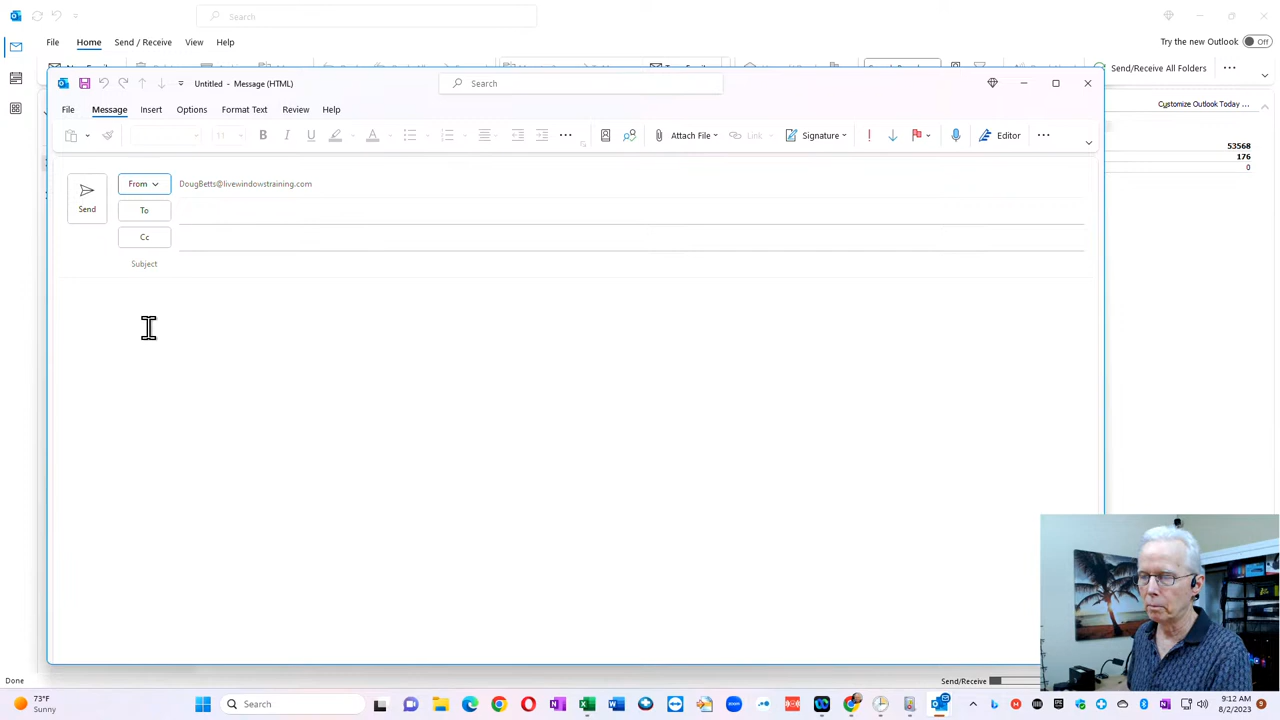 Search
File Home Send / Receive View Help
Try the new Outlook Off
Send/Receive All Folders
Untitled - Message (HTML)
Search
File Message Insert Options Format Text Review Help
Customize Outlook Today ...
11 B I U A Attach File Link Signature Editor
53568
176
0
From DougBetts@livewindowstraining.com
Send
To
Cc
Subject
Done
Send/Receive
73°F
Sunny
Search
9:12 AM
8/2/2023